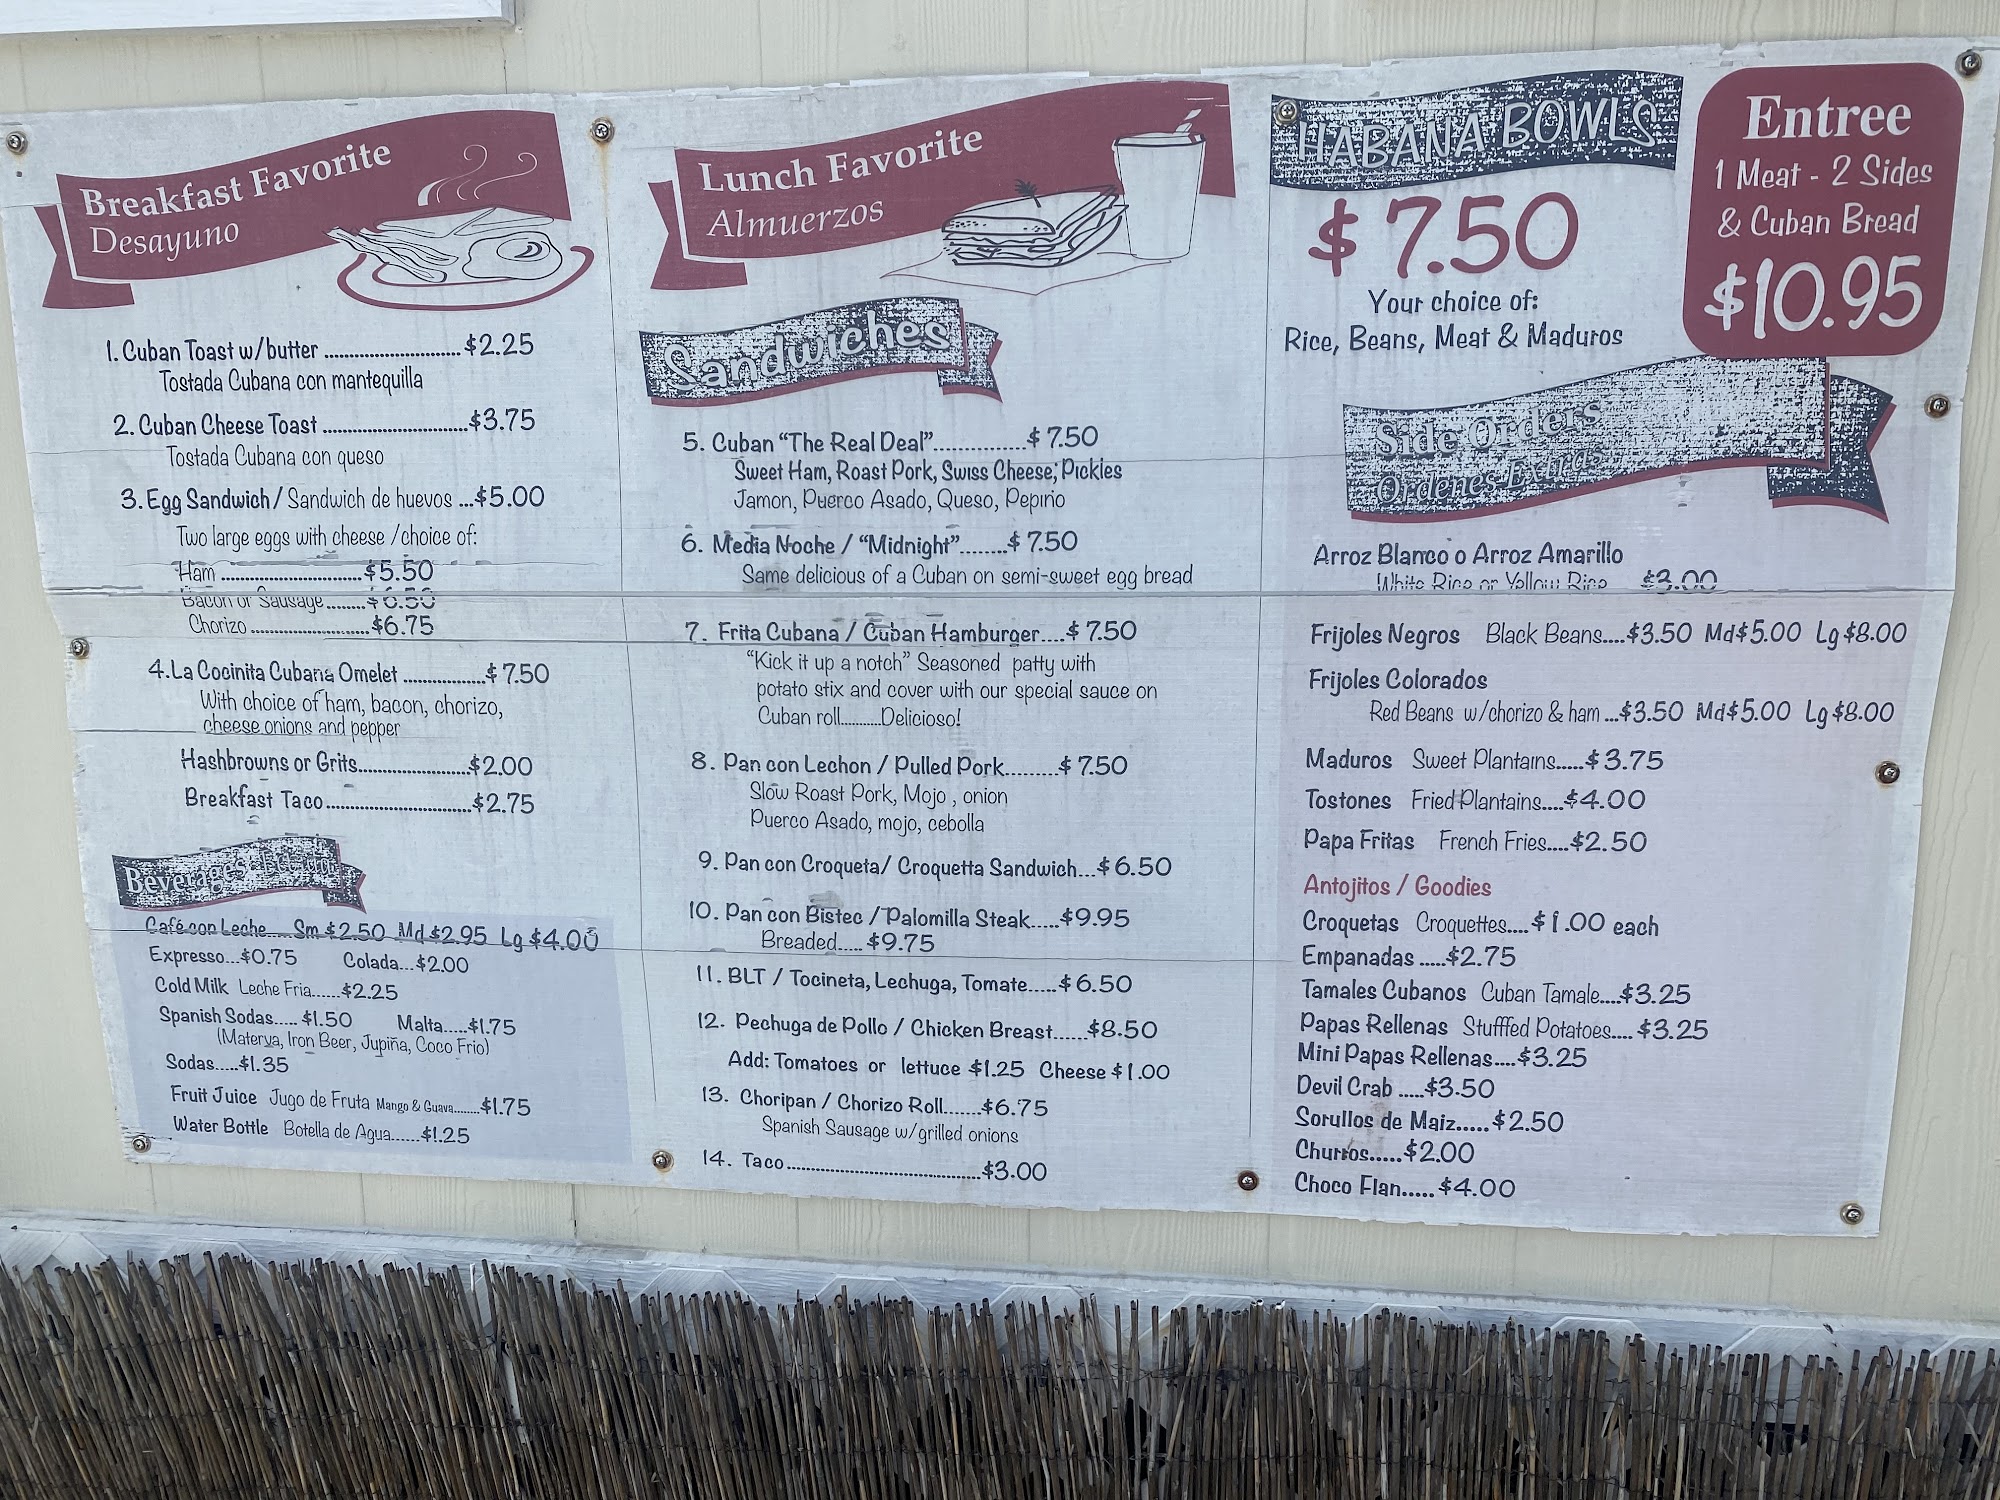 Breakfast Favorite
Desayuno
1. Cuban Toast w/butter ............................ $2.25
Tostada Cubana con mantequilla
2. Cuban Cheese Toast ..............................$3.75
Tostada Cubana con queso
3. Egg Sandwich / Sandwich de huevos ...$5.00
Two large eggs with cheese /choice of:
Ham ..............................$5.50
Bacon or Sausage.........$6.50
Chorizo ..........................$6.75
4.La Cocinita Cubana Omelet .................$7.50
With choice of ham, bacon, chorizo,
cheese onions and pepper
Hashbrowns or Grits........................$2.00
Breakfast Taco...............................$2.75
Beverages
Café con Leche..... Sm $2.50 Md $2.95 Lg $4.00
Expresso...$0.75 Colada...$2.00
Cold Milk Leche Fria......$2.25
Spanish Sodas..... $1.50 Malta.....$1.75
(Materva, Iron Beer, Jupiña, Coco Frio)
Sodas.....$1.35
Fruit Juice Jugo de Fruta Mango & Guava........$1.75
Water Bottle Botella de Agua......$1.25
Lunch Favorite
Almuerzos
Sandwiches
5. Cuban “The Real Deal”...............$ 7.50
Sweet Ham, Roast Pork, Swiss Cheese, Pickles
Jamon, Puerco Asado, Queso, Pepino
6. Media Noche / “Midnight”........$ 7.50
Same delicious of a Cuban on semi-sweet egg bread
7. Frita Cubana / Cuban Hamburger....$ 7.50
“Kick it up a notch” Seasoned patty with
potato stix and cover with our special sauce on
Cuban roll..........Delicioso!
8. Pan con Lechon / Pulled Pork.........$ 7.50
Slow Roast Pork, Mojo , onion
Puerco Asado, mojo, cebolla
9. Pan con Croqueta/ Croquetta Sandwich...$6.50
10. Pan con Bistec / Palomilla Steak.....$9.95
Breaded..... $9.75
11. BLT / Tocineta, Lechuga, Tomate.....$6.50
12. Pechuga de Pollo / Chicken Breast......$8.50
Add: Tomatoes or lettuce $1.25 Cheese $1.00
13. Choripan / Chorizo Roll.......$6.75
Spanish Sausage w/grilled onions
14. Taco .........................................$3.00
HABANA BOWLS
$7.50
Your choice of:
Rice, Beans, Meat & Maduros
Entree
1 Meat - 2 Sides
& Cuban Bread
$10.95
Side Orders
Ordenes Extras
Arroz Blanco o Arroz Amarillo
White Rice or Yellow Rice $3.00
Frijoles Negros Black Beans....$3.50 Md$5.00 Lg$8.00
Frijoles Colorados
Red Beans w/chorizo & ham ...$3.50 Md$5.00 Lg$8.00
Maduros Sweet Plantains.....$3.75
Tostones Fried Plantains....$4.00
Papa Fritas French Fries....$2.50
Antojitos / Goodies
Croquetas Croquettes....$1.00 each
Empanadas .....$2.75
Tamales Cubanos Cuban Tamale....$3.25
Papas Rellenas Stufffed Potatoes.... $3.25
Mini Papas Rellenas....$3.25
Devil Crab .....$3.50
Sorullos de Maiz.....$2.50
Churros.....$2.00
Choco Flan..... $4.00